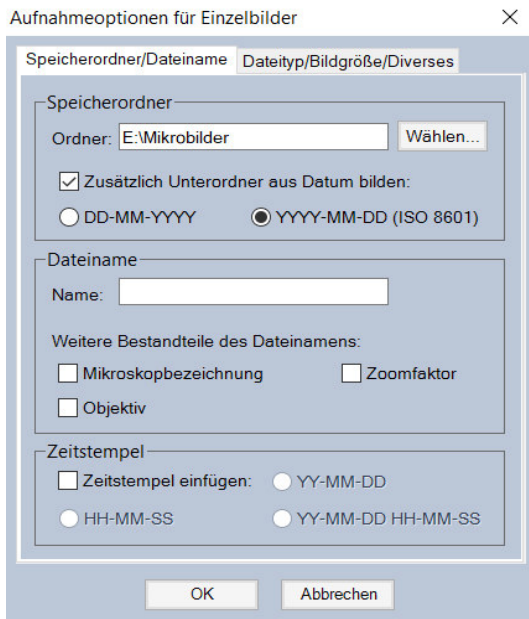 Aufnahmeoptionen für Einzelbilder
Speicherordner/Dateiname Dateityp/Bildgröße/Diverses
Speicherordner
Ordner: E:\Mikrobilder Wählen...
Zusätzlich Unterordner aus Datum bilden:
DD-MM-YYYY YYYY-MM-DD (ISO 8601)
Dateiname
Name:
Weitere Bestandteile des Dateinamens:
Mikroskopbezeichnung Zoomfaktor
Objektiv
Zeitstempel
Zeitstempel einfügen: YY-MM-DD
HH-MM-SS YY-MM-DD HH-MM-SS
OK Abbrechen